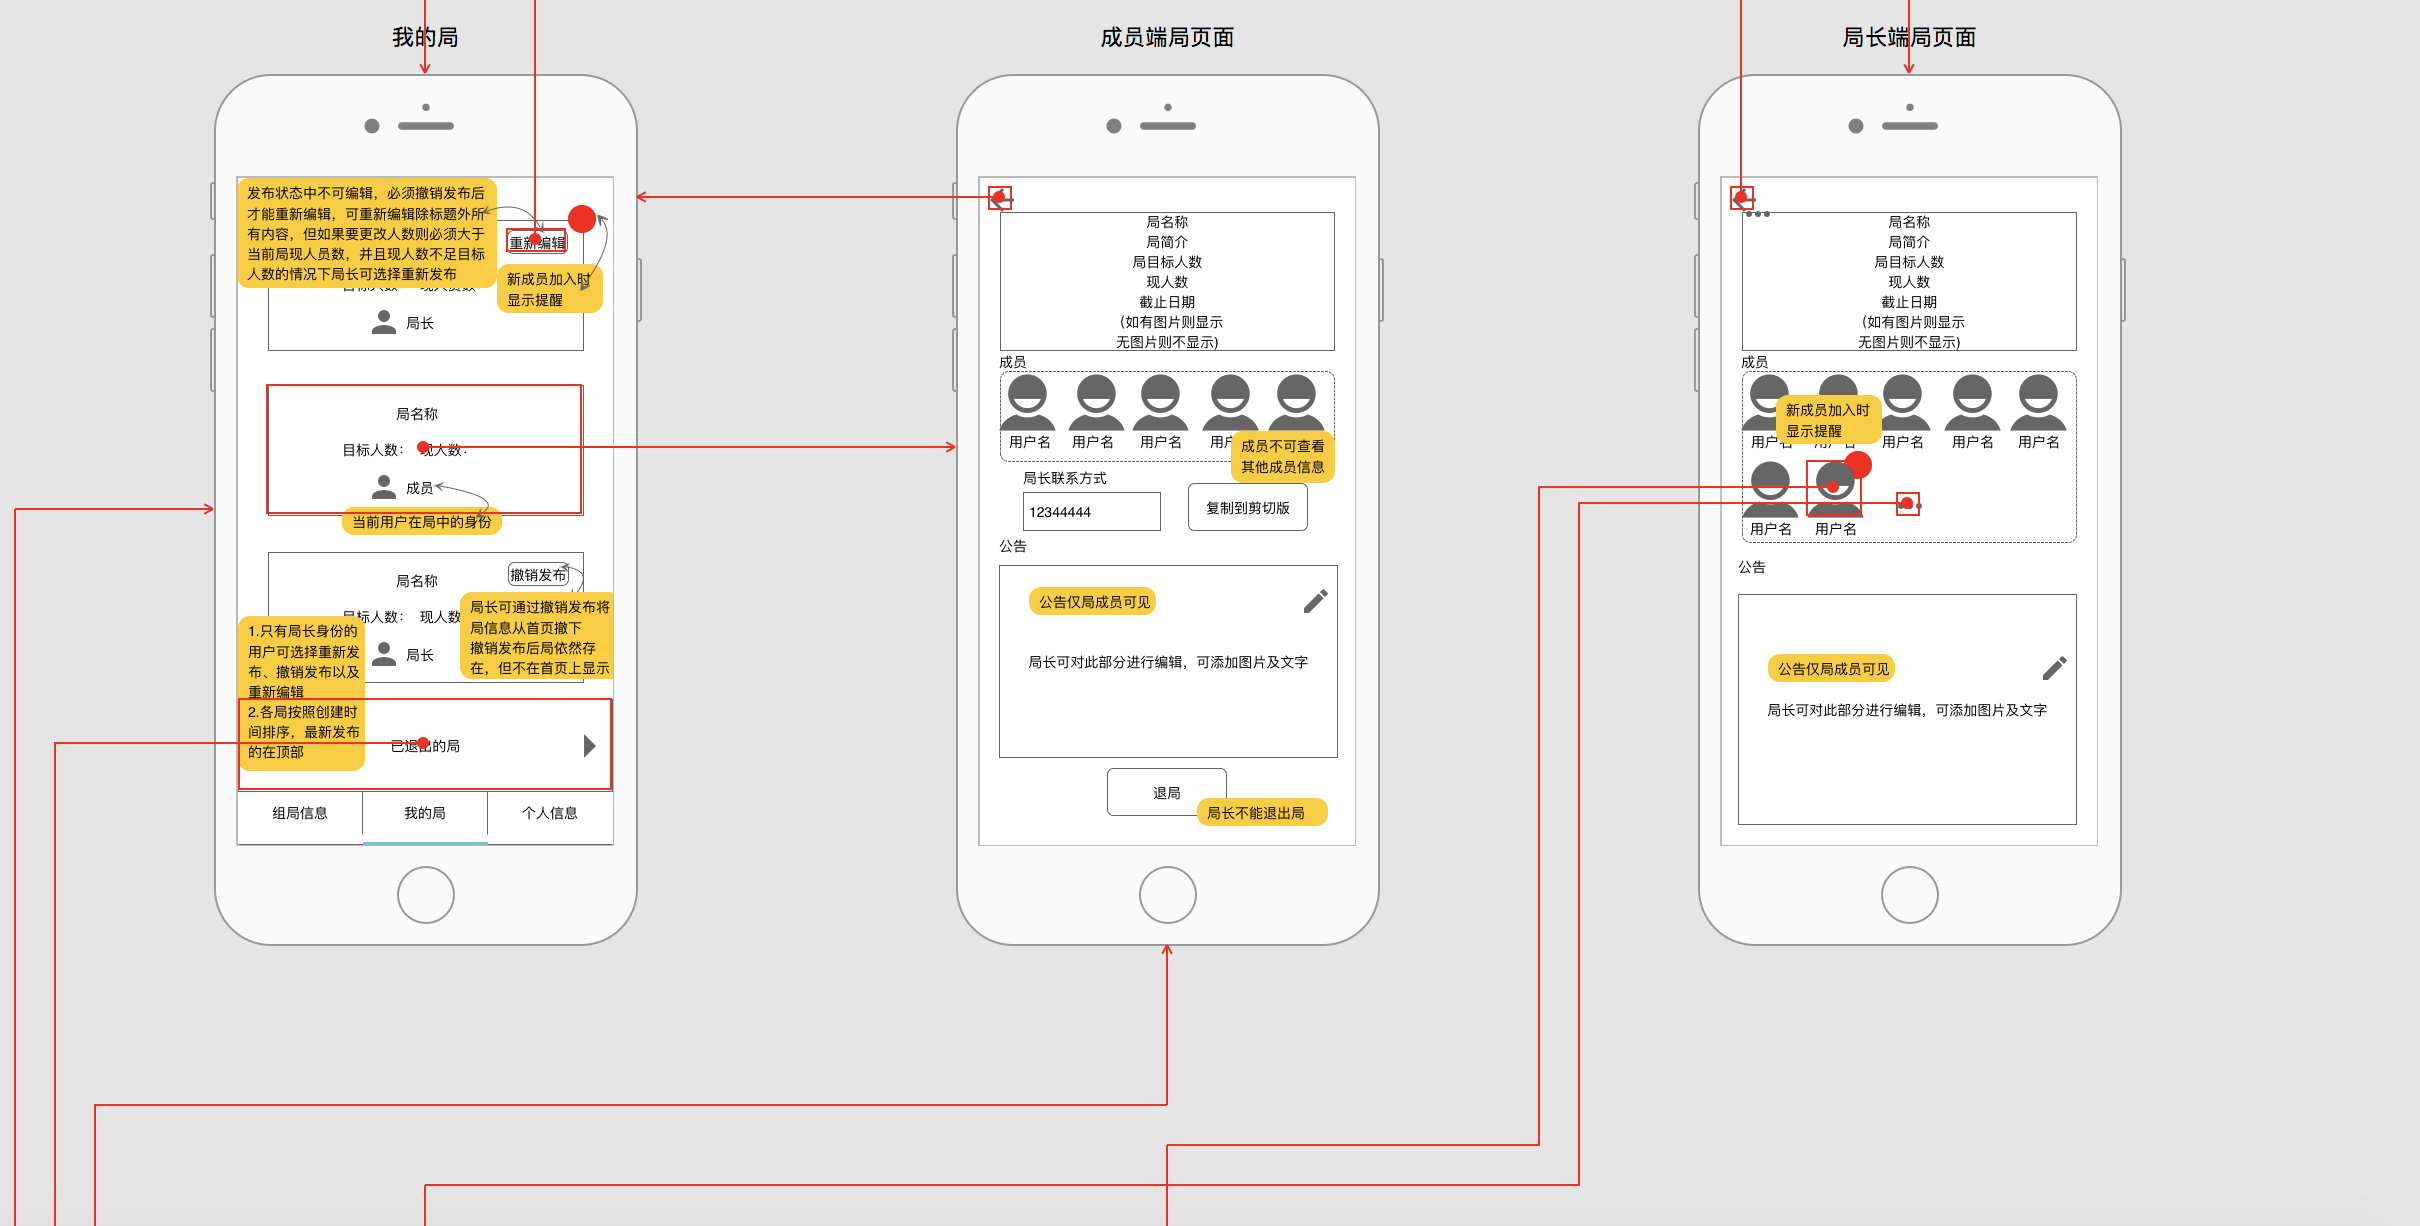 我的局
发布状态中不可编辑，必须撤销发布后
才能重新编辑，可重新编辑除标题外所
有内容，但如果要更改人数则必须大于
当前局现人员数，并且现人数不足目标
人数的情况下局长可选择重新发布
重新编辑
新成员加入时
显示提醒
局长
局名称
目标人数： 现人数：
成员
当前用户在局中的身份
局名称
撤销发布
目标人数： 现人数
局长
局长可通过撤销发布将
局信息从首页撤下
撤销发布后局依然存
在，但不在首页上显示
1.只有局长身份的
用户可选择重新发
布、撤销发布以及
重新编辑
2.各局按照创建时
间排序，最新发布
的在顶部
已退出的局
组局信息
我的局
个人信息
成员端局页面
局名称
局简介
局目标人数
现人数
截止日期
(如有图片则显示
无图片则不显示)
成员
用户名
用户名
用户名
用户
成员不可查看
其他成员信息
局长联系方式
12344444
复制到剪切版
公告
公告仅局成员可见
局长可对此部分进行编辑，可添加图片及文字
退局
局长不能退出局
局长端局页面
局名称
局简介
局目标人数
现人数
截止日期
(如有图片则显示
无图片则不显示)
成员
新成员加入时
显示提醒
用户名
用户名
用户名
用户名
用户名
用户名
用户名
公告
公告仅局成员可见
局长可对此部分进行编辑，可添加图片及文字